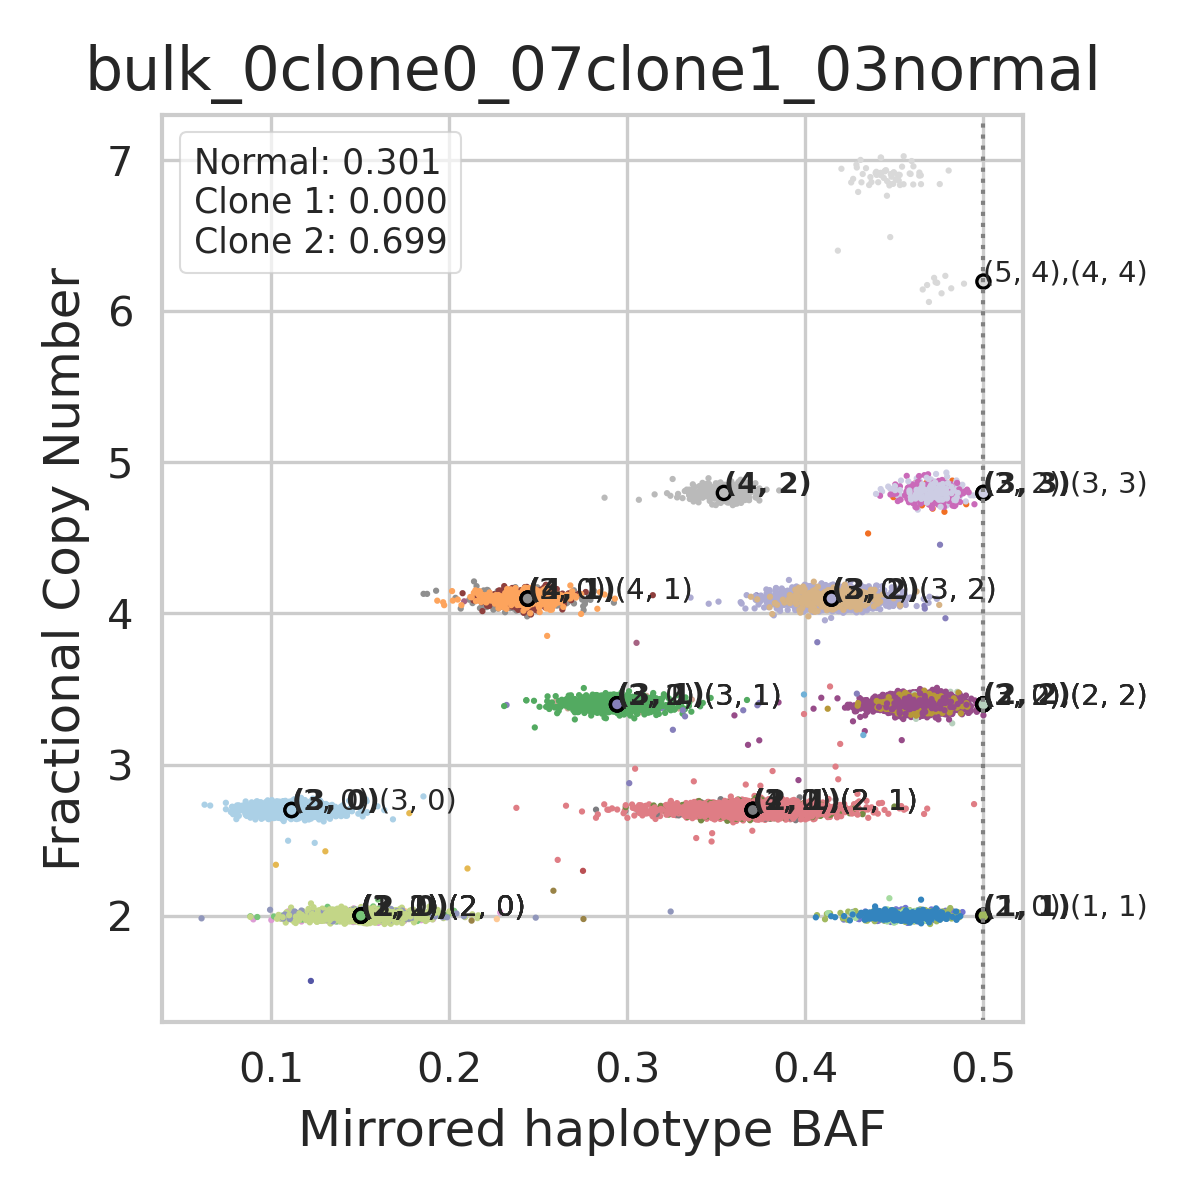 bulk_0clone0_07clone1_03normal
Normal: 0.301
Clone 1: 0.000
Clone 2: 0.699
Fractional Copy Number
7
6
5
4
3
2
(5, 4),(4, 4)
(4, 2)
(3, 3)
(3, 3)
(4, 1)
(3, 2)
(3, 1)
(2, 2)
(3, 0)
(2, 1)
(2, 0)
(1, 1)
0.1 0.2 0.3 0.4 0.5
Mirrored haplotype BAF